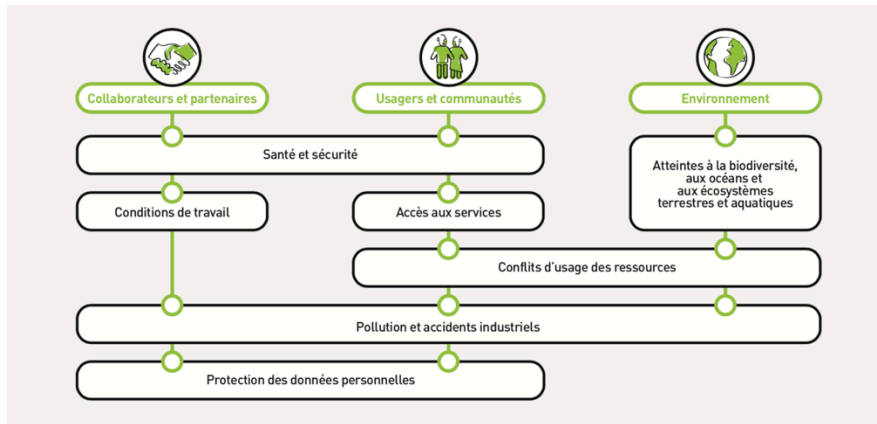 Collaborateurs et partenaires
Usagers et communautés
Environnement
Santé et sécurité
Atteintes à la biodiversité,
aux océans et
aux écosystèmes
terrestres et aquatiques
Conditions de travail
Accès aux services
Conflits d'usage des ressources
Pollution et accidents industriels
Protection des données personnelles